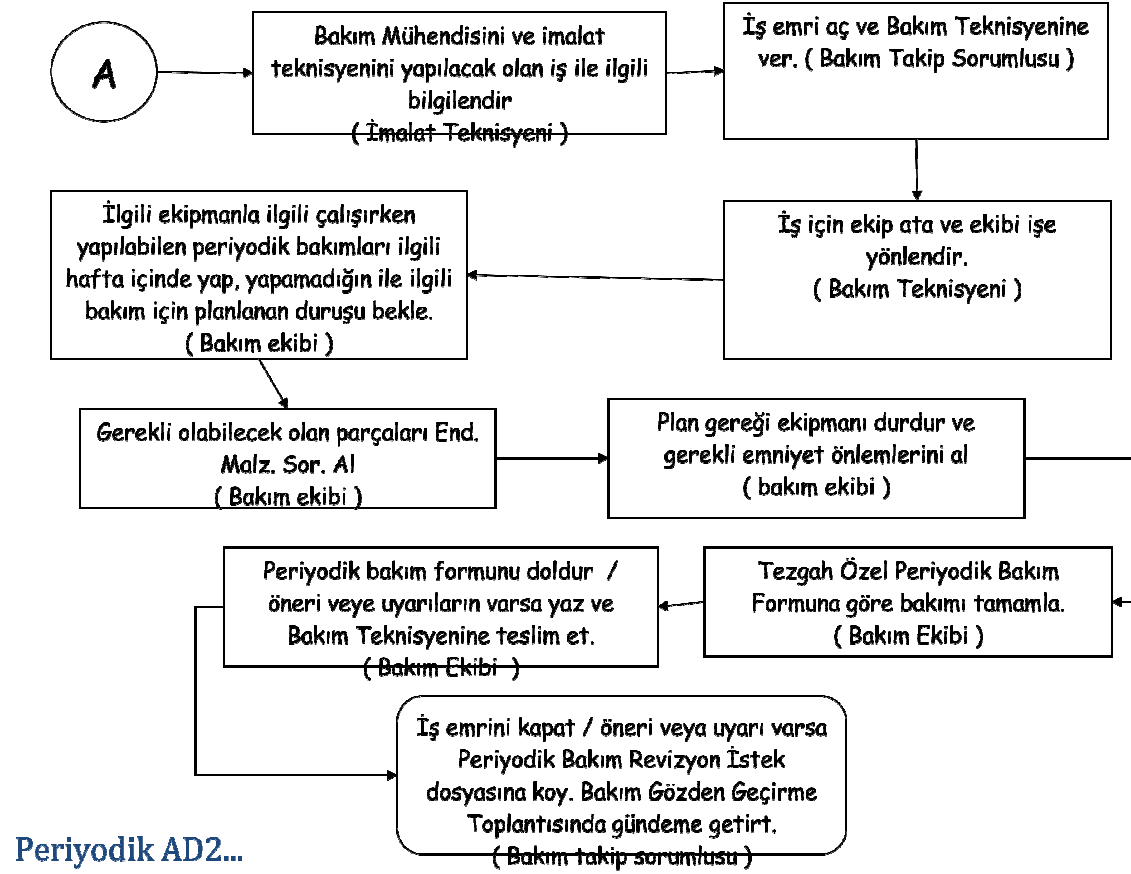 A
Bakım Mühendisini ve imalat
teknisyenini yapılacak olan iş ile ilgili
bilgilendir
( İmalat Teknisyeni )
İş emri aç ve Bakım Teknisyenine
ver. ( Bakım Takip Sorumlusu )
İş için ekip ata ve ekibi işe
yönlendir.
( Bakım Teknisyeni )
İlgili ekipmanla ilgili çalışırken
yapılabilen periyodik bakımları ilgili
hafta içinde yap, yapamadığın ile ilgili
bakım için planlanan duruşu bekle.
( Bakım ekibi )
Gerekli olabilecek olan parçaları End.
Malz. Sor. Al
( Bakım ekibi )
Plan gereği ekipmanı durdur ve
gerekli emniyet önlemlerini al
( bakım ekibi )
Tezgah Özel Periyodik Bakım
Formuna göre bakımı tamamla.
( Bakım Ekibi )
Periyodik bakım formunu doldur /
öneri veye uyarıların varsa yaz ve
Bakım Teknisyenine teslim et.
( Bakım Ekibi )
İş emrini kapat / öneri veya uyarı varsa
Periyodik Bakım Revizyon İstek
dosyasına koy. Bakım Gözden Geçirme
Toplantısında gündeme getirt.
( Bakım takip sorumlusu )
Periyodik AD2...